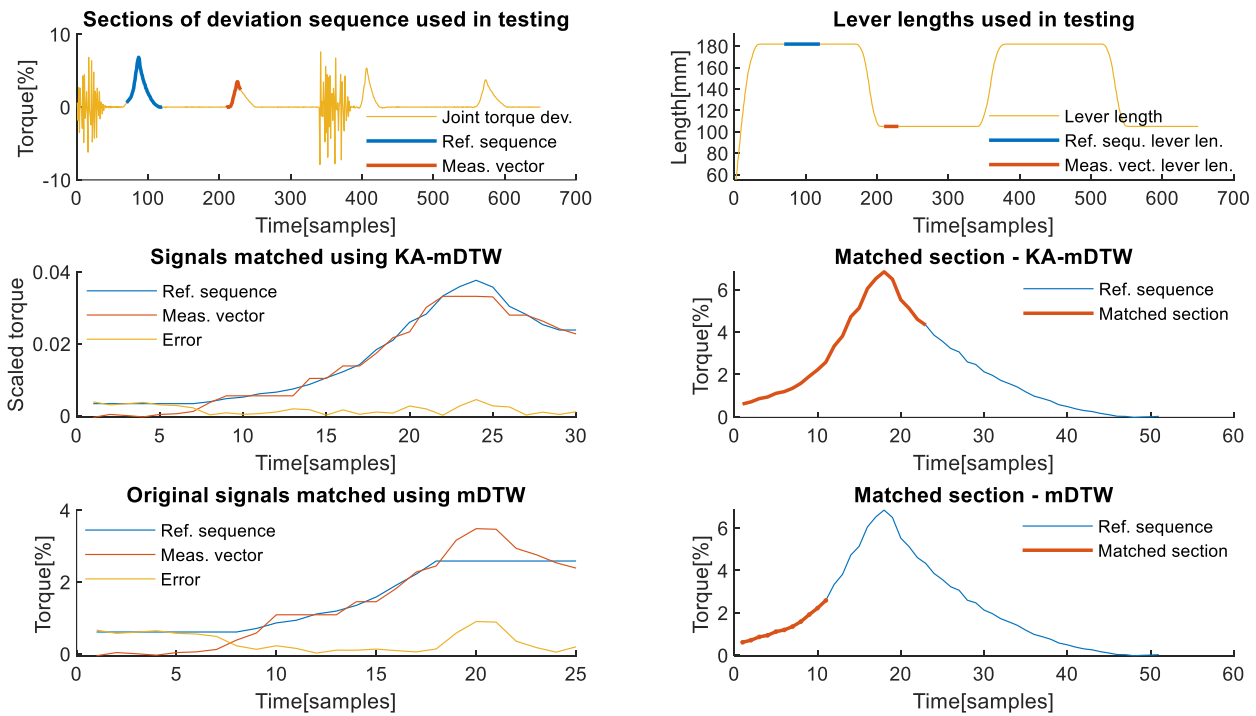 Sections of deviation sequence used in testing
10
0
-10
Torque[%]
Joint torque dev.
Ref. sequence
Meas. vector
0 100 200 300 400 500 600 700
Time[samples]
Lever lengths used in testing
180
160
140
120
100
80
60
Length[mm]
Lever length
Ref. sequ. lever len.
Meas. vect. lever len.
0 100 200 300 400 500 600 700
Time[samples]
Signals matched using KA-mDTW
0.04
0.02
0
Scaled torque
Ref. sequence
Meas. vector
Error
0 5 10 15 20 25 30
Time[samples]
Matched section - KA-mDTW
6
4
2
0
Torque[%]
Ref. sequence
Matched section
0 10 20 30 40 50 60
Time[samples]
Original signals matched using mDTW
4
2
0
Torque[%]
Ref. sequence
Meas. vector
Error
0 5 10 15 20 25
Time[samples]
Matched section - mDTW
6
4
2
0
Torque[%]
Ref. sequence
Matched section
0 10 20 30 40 50 60
Time[samples]